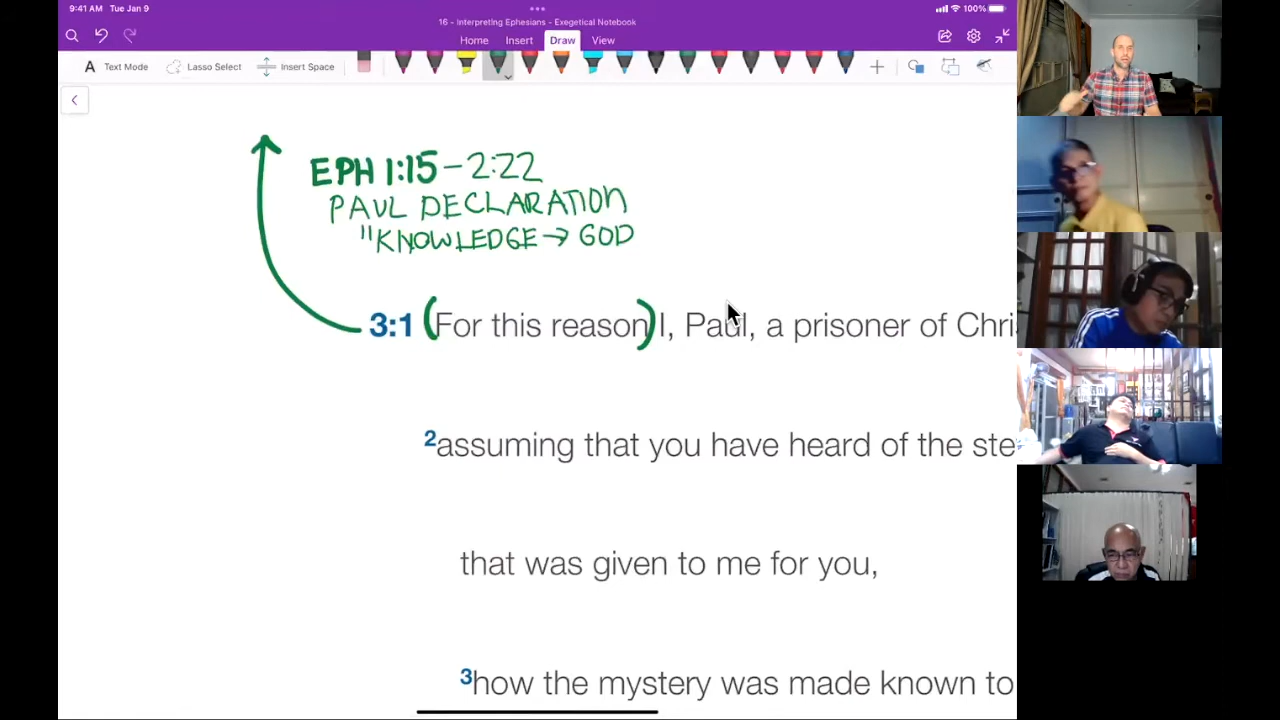 9:41 AM Tue Jan 9
100%
16 - Interpreting Ephesians - Exegetical Notebook
Home Insert Draw View
A Text Mode Lasso Select Insert Space
EPH 1:15-2:22
PAUL DECLARATION
"KNOWLEDGE → GOD
3:1 (For this reason) I, Paul, a prisoner of Chri
2assuming that you have heard of the ste
that was given to me for you,
3how the mystery was made known to